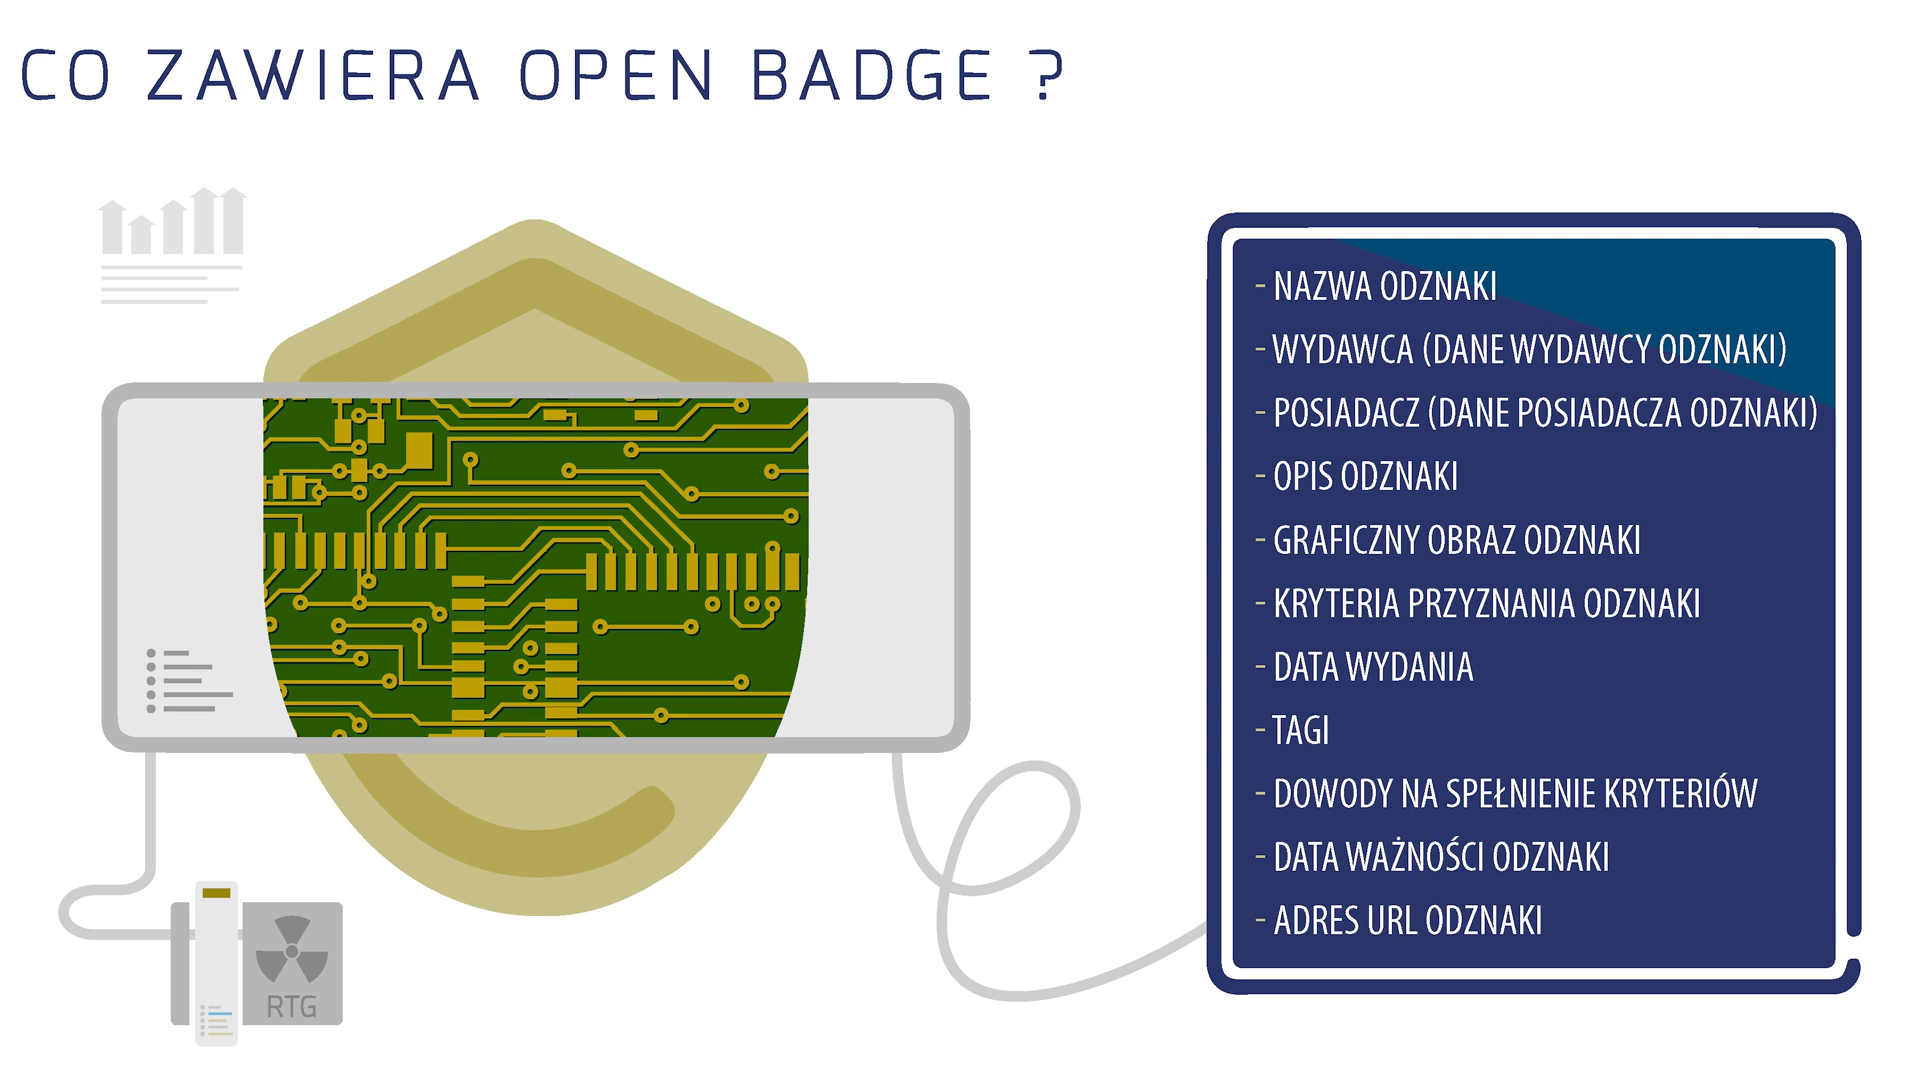 CO ZAWIERA OPEN BADGE ?
- NAZWA ODZNAKI
- WYDAWCA (DANE WYDAWCY ODZNAKI)
- POSIADACZ (DANE POSIADACZA ODZNAKI)
- OPIS ODZNAKI
- GRAFICZNY OBRAZ ODZNAKI
- KRYTERIA PRZYZNANIA ODZNAKI
- DATA WYDANIA
- TAGI
- DOWODY NA SPEŁNIENIE KRYTERIÓW
- DATA WAŻNOŚCI ODZNAKI
- ADRES URL ODZNAKI
RTG